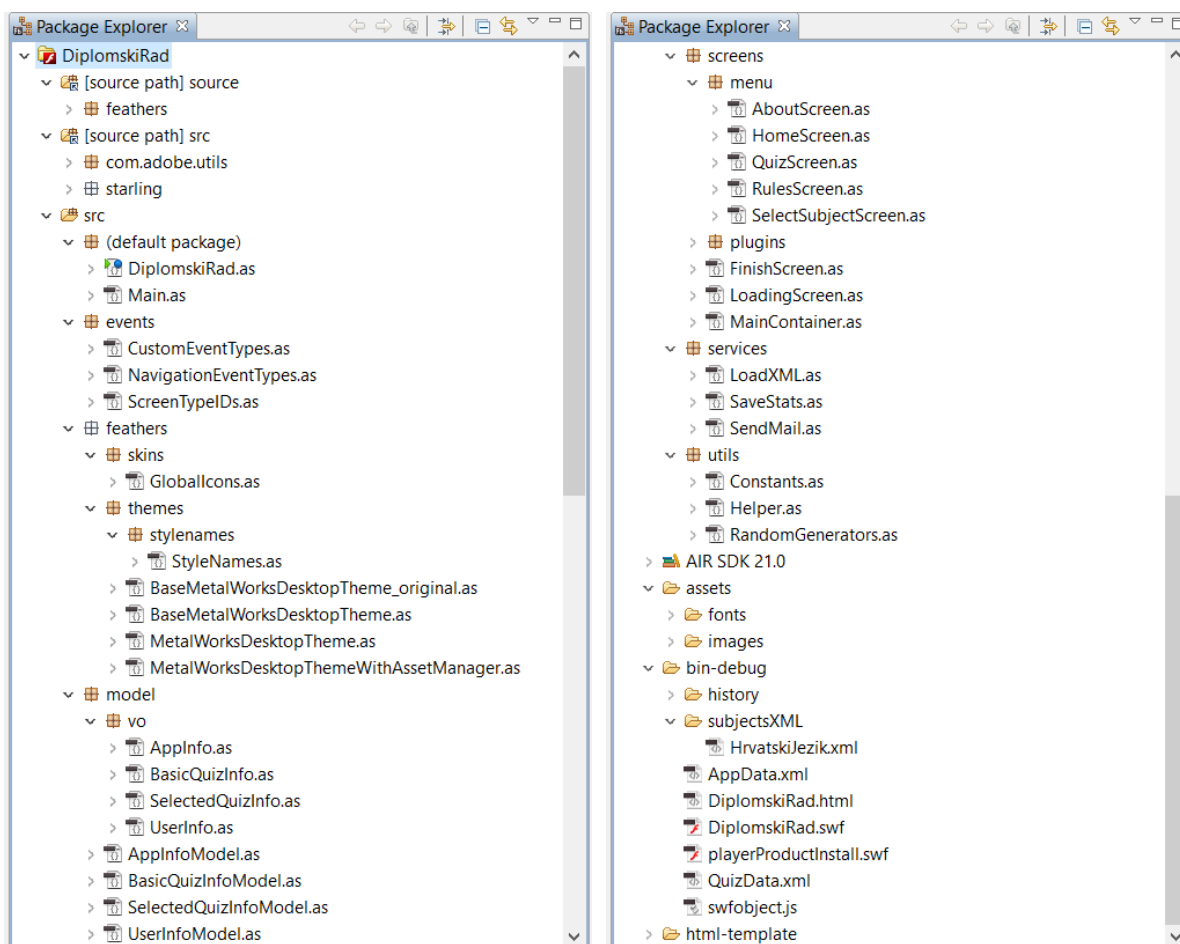 Package Explorer
DiplomskiRad
[source path] source
feathers
[source path] src
com.adobe.utils
starling
src
(default package)
DiplomskiRad.as
Main.as
events
CustomEventTypes.as
NavigationEventTypes.as
ScreenTypeIDs.as
feathers
skins
GlobalIcons.as
themes
stylenames
StyleNames.as
BaseMetalWorksDesktopTheme_original.as
BaseMetalWorksDesktopTheme.as
MetalWorksDesktopTheme.as
MetalWorksDesktopThemeWithAssetManager.as
model
vo
AppInfo.as
BasicQuizInfo.as
SelectedQuizInfo.as
UserInfo.as
AppInfoModel.as
BasicQuizInfoModel.as
SelectedQuizInfoModel.as
UserInfoModel.as
Package Explorer
screens
menu
AboutScreen.as
HomeScreen.as
QuizScreen.as
RulesScreen.as
SelectSubjectScreen.as
plugins
FinishScreen.as
LoadingScreen.as
MainContainer.as
services
LoadXML.as
SaveStats.as
SendMail.as
utils
Constants.as
Helper.as
RandomGenerators.as
AIR SDK 21.0
assets
fonts
images
bin-debug
history
subjectsXML
HrvatskiJezik.xml
AppData.xml
DiplomskiRad.html
DiplomskiRad.swf
playerProductInstall.swf
QuizData.xml
swfobject.js
html-template